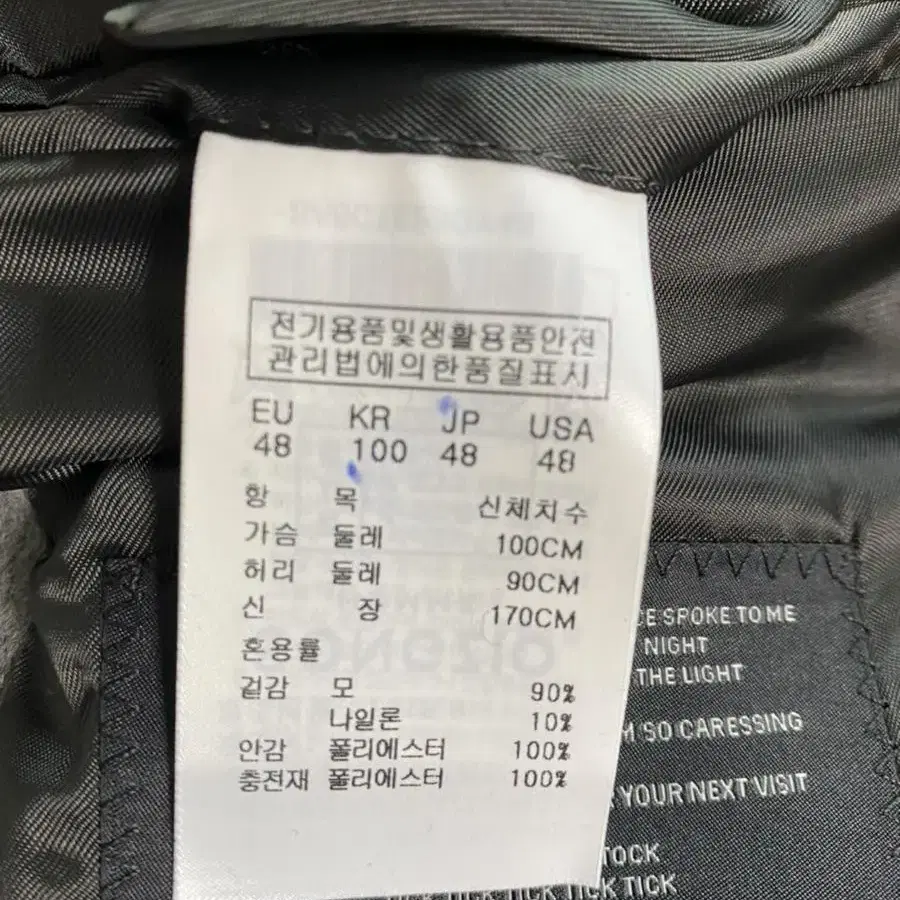 전기용품및생활용품안전
관리법에의한품질표시
EU KR JP USA
48 100 48 48
항 목 신체치수
가슴 둘레 100CM
허리 둘레 90CM
신 장 170CM
혼용률
겉감 모 90%
나일론 10%
안감 폴리에스터 100%
충전재 폴리에스터 100%
SPOKE TO ME
NIGHT
THE LIGHT
SO CARESSING
YOUR NEXT VISIT
TICK TICK TICK